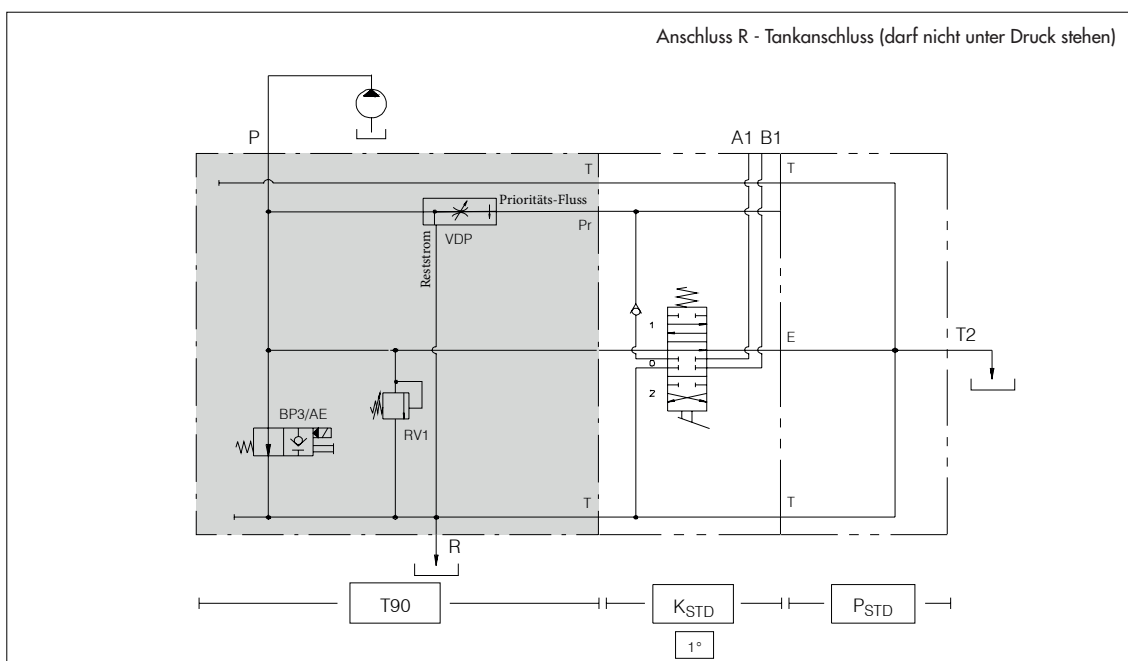 Anschluss R - Tankanschluss (darf nicht unter Druck stehen)
P
A1 B1
T
T
Prioritäts-Fluss
Pr
VDP
Reststrom
1
E
T2
0
2
BP3/AE
RV1
T
T
R
T90
KSTD
PSTD
1°